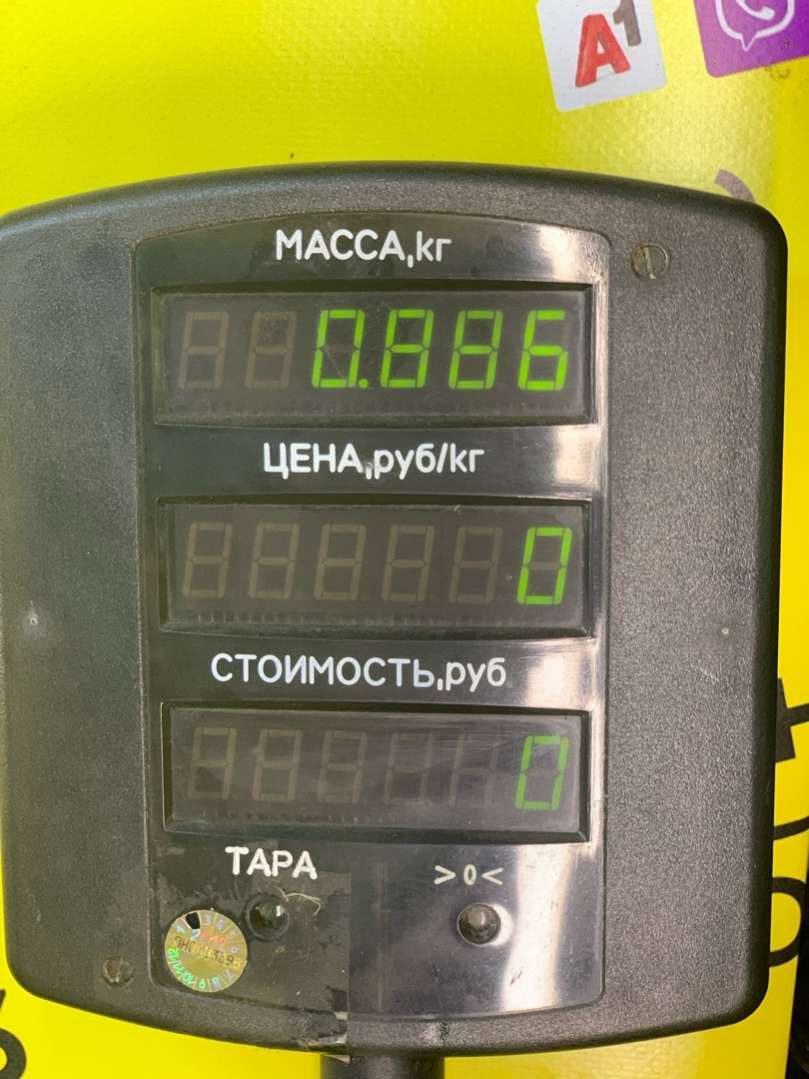 A1
МАССА,кг
0.886
ЦЕНА,руб/кг
0
СТОИМОСТЬ,руб
0
ТАРА
>0<